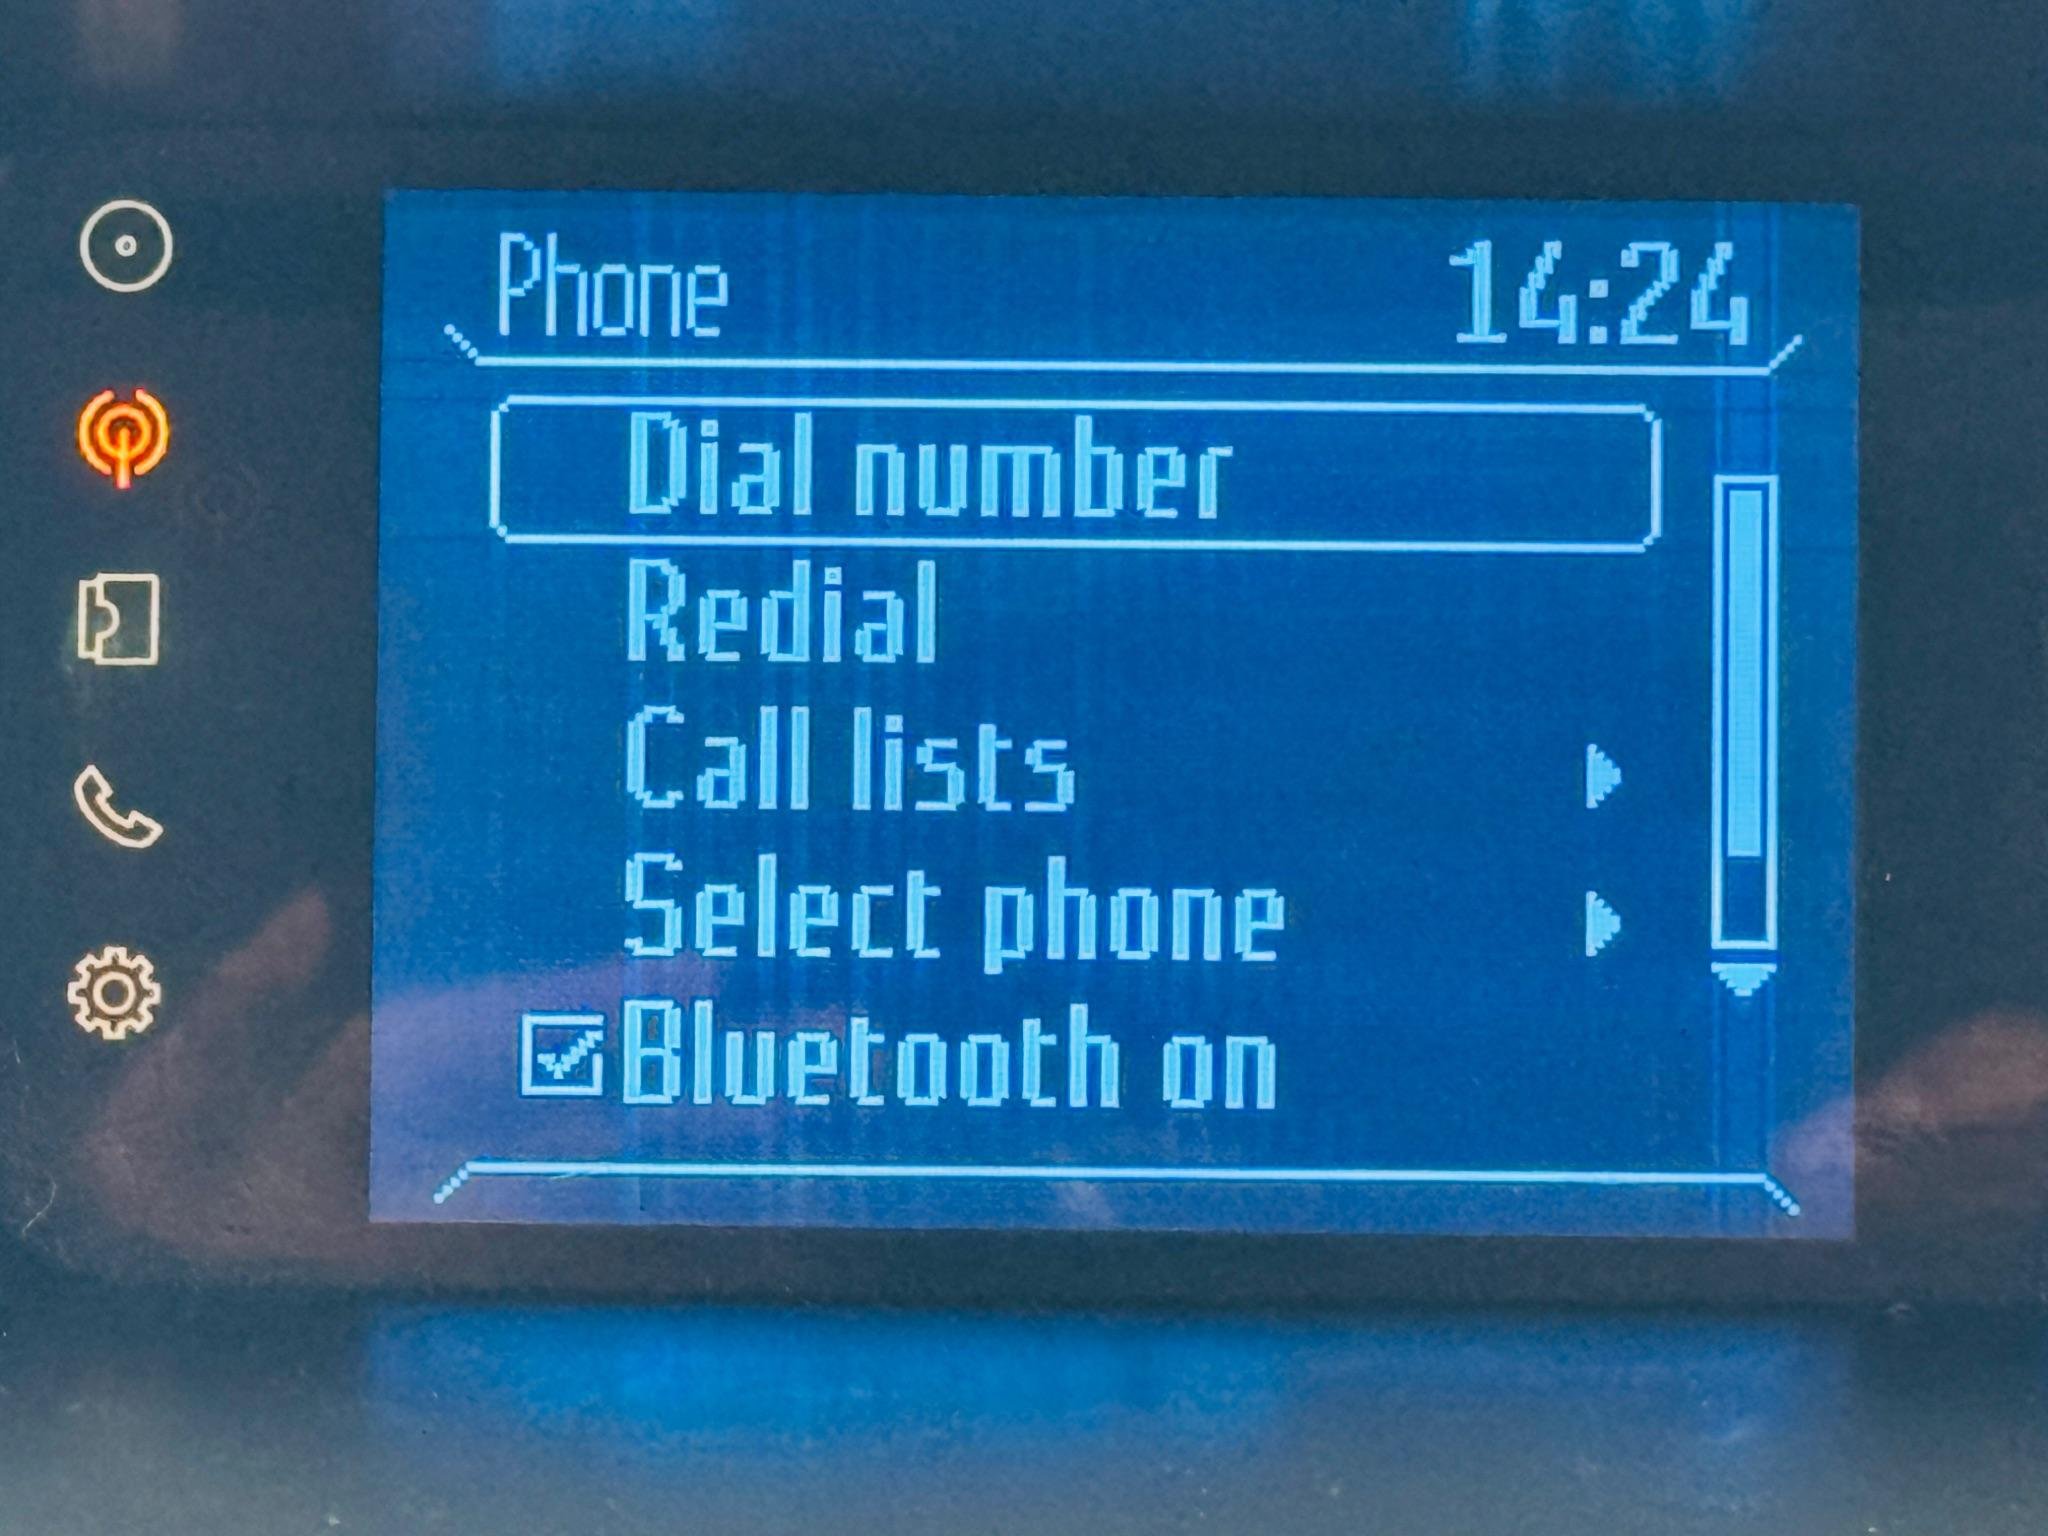 Phone
14:24
Dial number
Redial
Call lists
Select phone
Bluetooth on